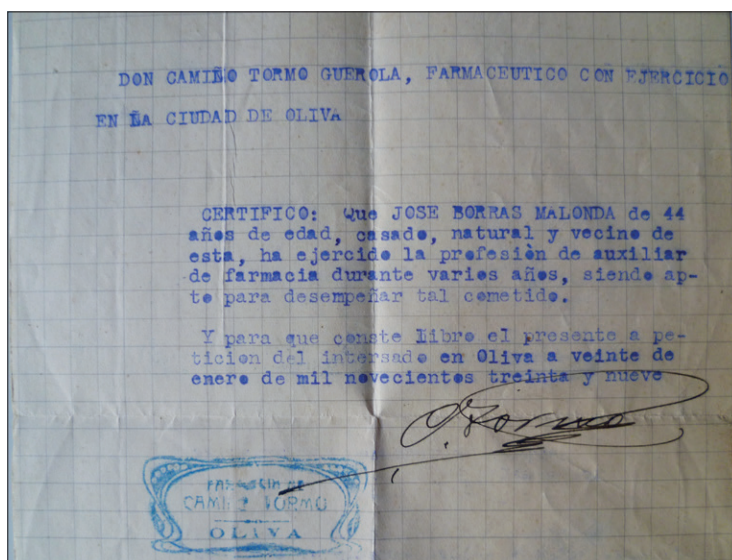 DON CAMILO TORMO GUEROLA, FARMACEUTICO CON EJERCICIO
EN LA CIUDAD DE OLIVA
CERTIFICO: Que JOSE BORRAS MALONDA de 44
años de edad, casado, natural y vecino de
esta, ha ejercido la profesiòn de auxiliar
de farmacia durante varios años, siendo ap-
to para desempeñar tal cometido.
Y para que conste libro el presente a pe-
ticion del intersado en Oliva a veinte de
enero de mil novecientos treinta y nueve
C. Tormo
FARMACIA DE
CAMILO TORMO
OLIVA